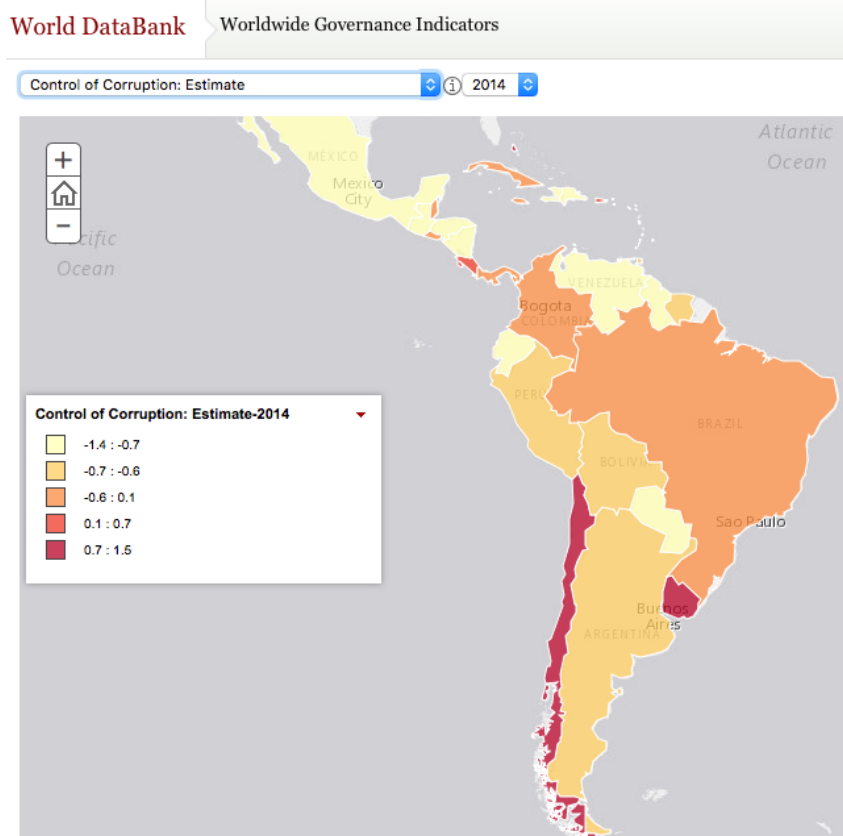 World DataBank
Worldwide Governance Indicators
Control of Corruption: Estimate
i
2014
Atlantic
Ocean
+
MÉXICO
Mexico
City
−
cific
Ocean
VENEZUELA
Bogota
COLOMBIA
PERU
BRAZIL
BOLIVIA
Sao Paulo
Buenos
Aires
ARGENTINA
Control of Corruption: Estimate-2014
-1.4 : -0.7
-0.7 : -0.6
-0.6 : 0.1
0.1 : 0.7
0.7 : 1.5